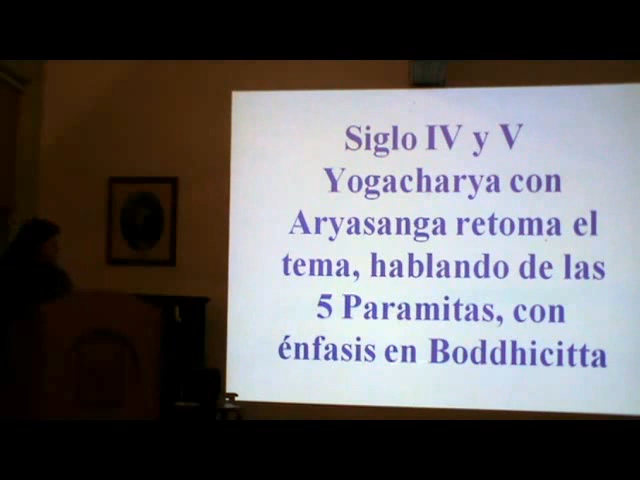 Siglo IV y V
Yogacharya con
Aryasanga retoma el
tema, hablando de las
5 Paramitas, con
énfasis en Boddhicitta